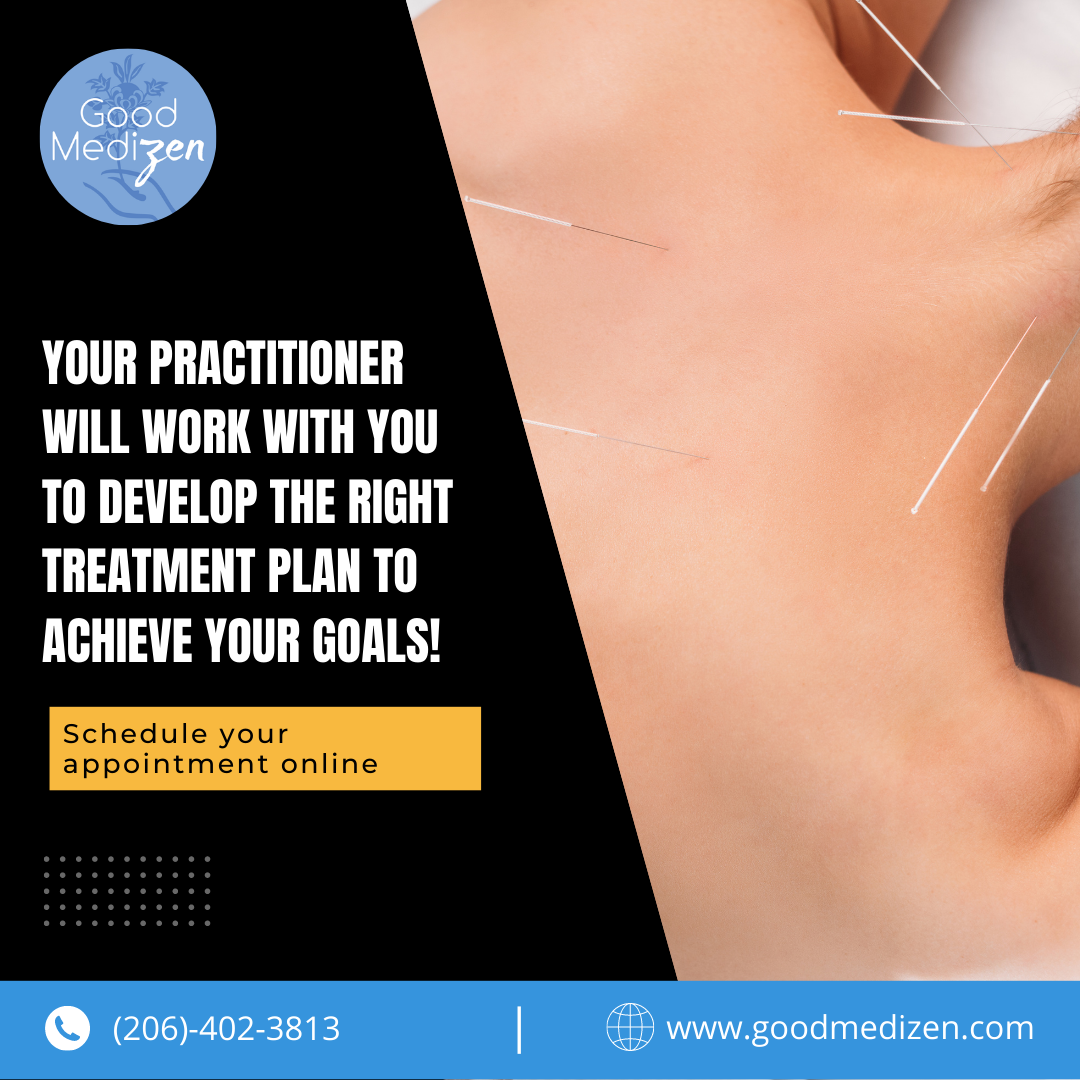 Good
Medizen
YOUR PRACTITIONER
WILL WORK WITH YOU
TO DEVELOP THE RIGHT
TREATMENT PLAN TO
ACHIEVE YOUR GOALS!
Schedule your
appointment online
(206)-402-3813 | www.goodmedizen.com